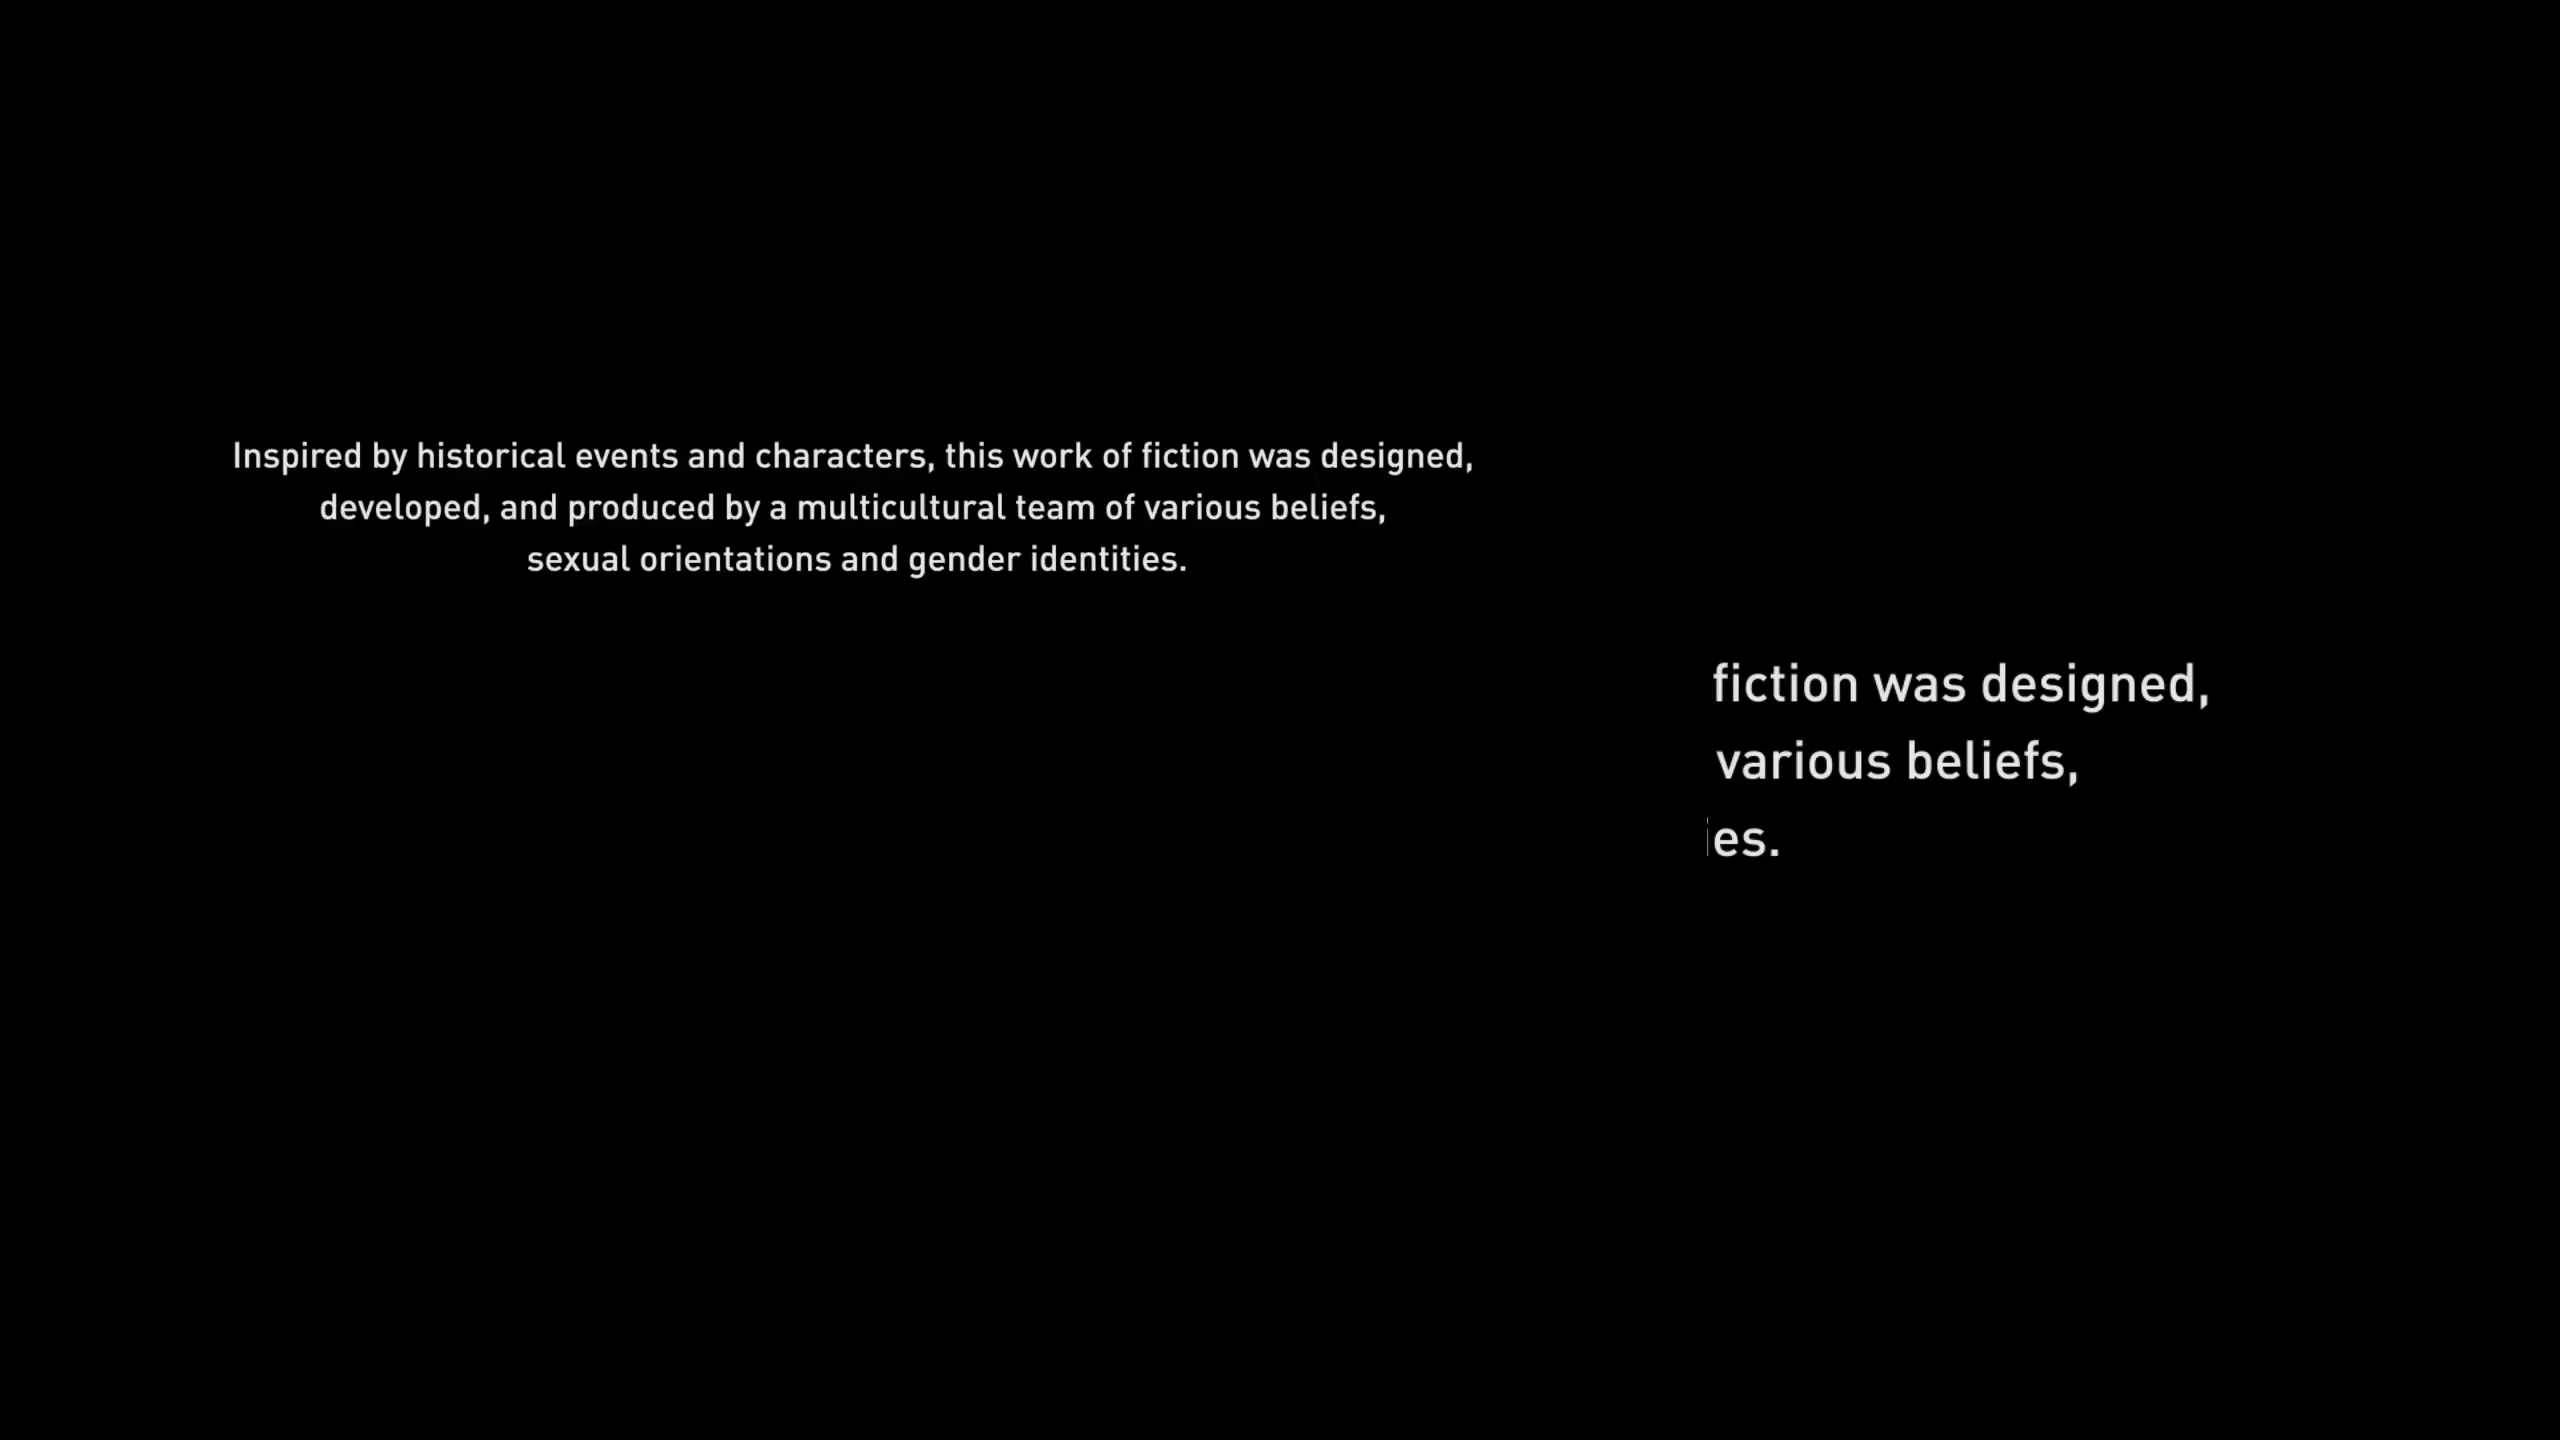 Inspired by historical events and characters, this work of fiction was designed,
developed, and produced by a multicultural team of various beliefs,
sexual orientations and gender identities.
fiction was designed,
various beliefs,
es.